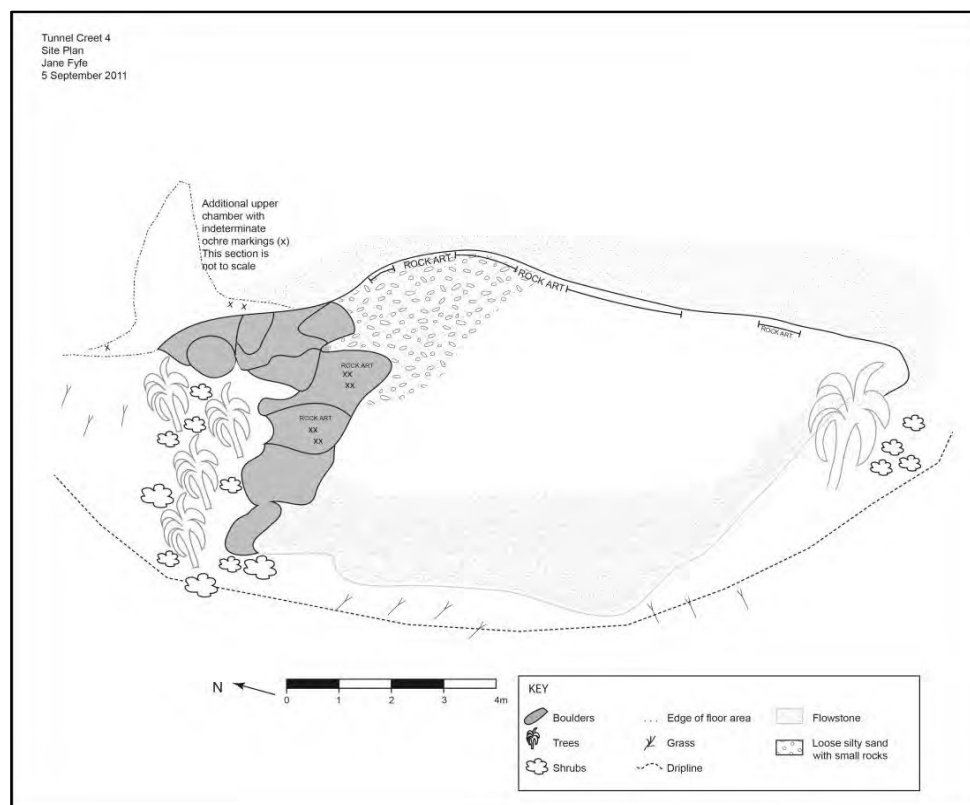 Tunnel Creet 4
Site Plan
Jane Fyfe
5 September 2011
Additional upper
chamber with
indeterminate
ochre markings (x)
This section is
not to scale
x x
x
ROCK ART
ROCK ART
ROCK ART
ROCK ART
XX
XX
ROCK ART
XX
XX
N
0 1 2 3 4m
KEY
Boulders
Edge of floor area
Flowstone
Trees
Grass
Loose silty sand
with small rocks
Shrubs
Dripline